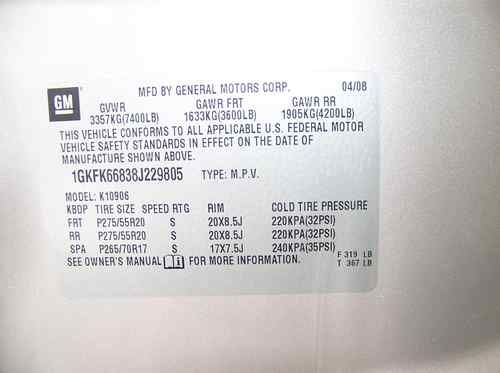 GM
MFD BY GENERAL MOTORS CORP. 04/08
GVWR GAWR FRT GAWR RR
3357KG(7400LB) 1633KG(3600LB) 1905KG(4200LB)
THIS VEHICLE CONFORMS TO ALL APPLICABLE U.S. FEDERAL MOTOR
VEHICLE SAFETY STANDARDS IN EFFECT ON THE DATE OF
MANUFACTURE SHOWN ABOVE.
1GKFK66838J229805 TYPE: M.P.V.
MODEL: K10906
KBDP TIRE SIZE SPEED RTG RIM COLD TIRE PRESSURE
FRT P275/55R20 S 20X8.5J 220KPA(32PSI)
RR P275/55R20 S 20X8.5J 220KPA(32PSI)
SPA P265/70R17 S 17X7.5J 240KPA(35PSI)
SEE OWNER'S MANUAL i FOR MORE INFORMATION.
F 319 LB
T 367 LB